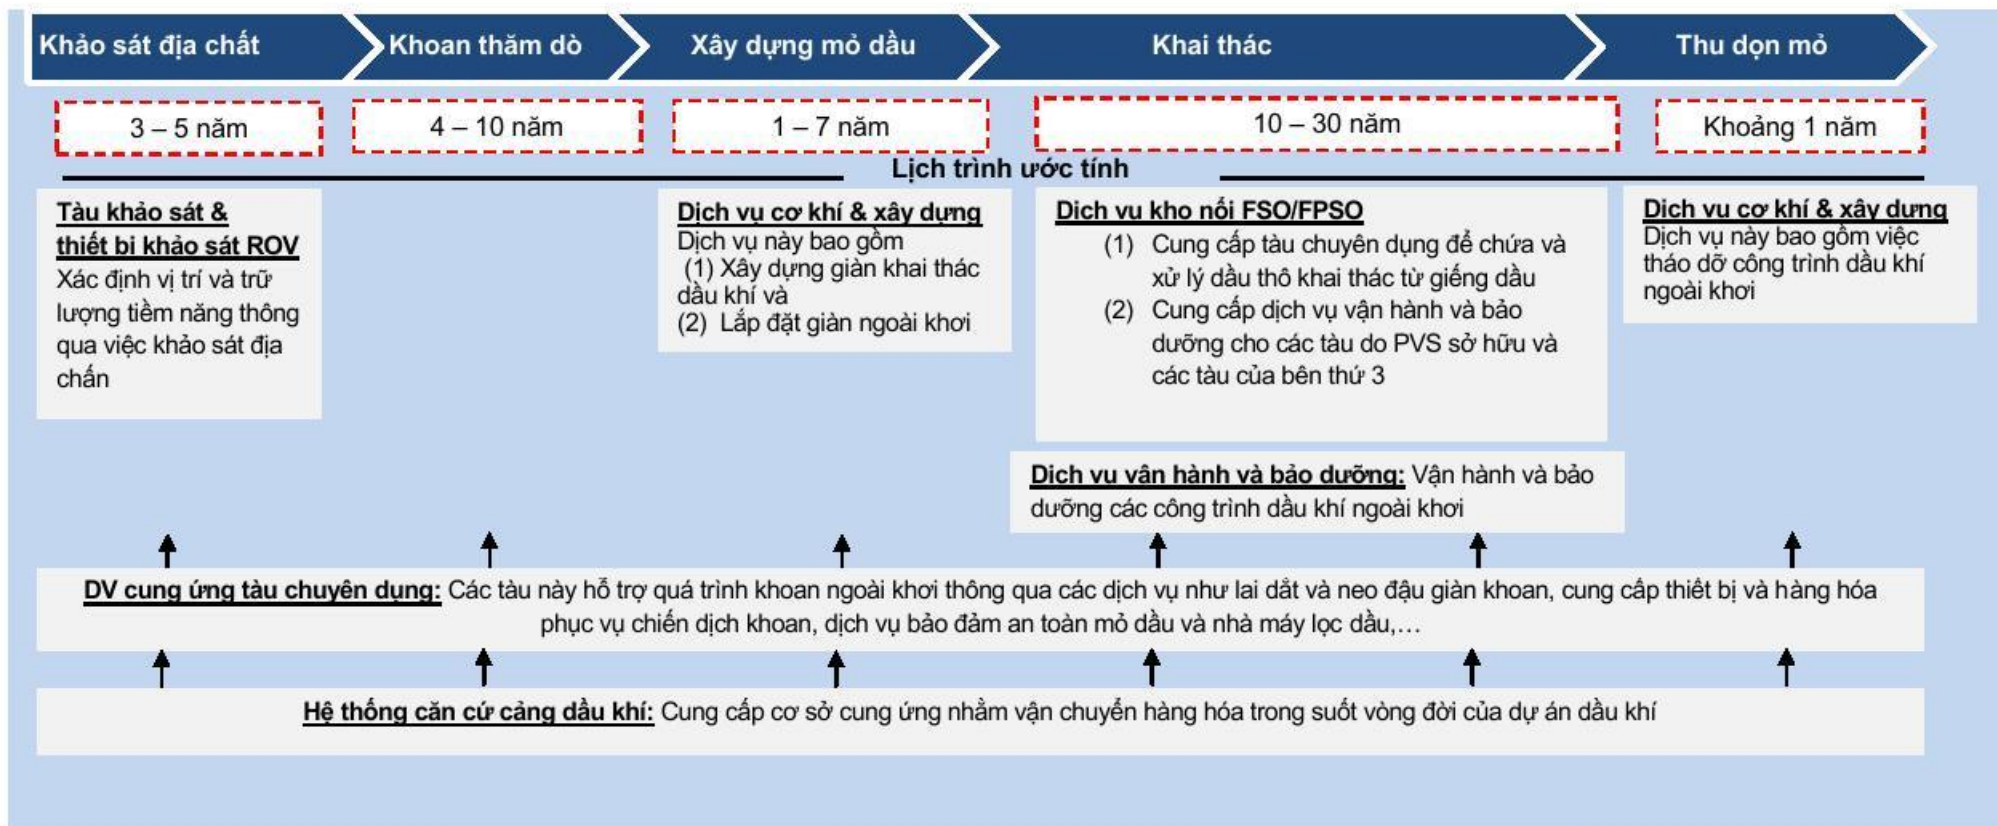 Khảo sát địa chất
Khoan thăm dò
Xây dựng mỏ dầu
Khai thác
Thu dọn mỏ
3 – 5 năm
4 – 10 năm
1 – 7 năm
10 – 30 năm
Khoảng 1 năm
Lịch trình ước tính
Tàu khảo sát &
thiết bị khảo sát ROV
Xác định vị trí và trữ
lượng tiềm năng thông
qua việc khảo sát địa
chấn
Dịch vụ cơ khí & xây dựng
Dịch vụ này bao gồm
(1) Xây dựng giàn khai thác
dầu khí và
(2) Lắp đặt giàn ngoài khơi
Dịch vụ kho nổi FSO/FPSO
(1) Cung cấp tàu chuyên dụng để chứa và
xử lý dầu thô khai thác từ giếng dầu
(2) Cung cấp dịch vụ vận hành và bảo
dưỡng cho các tàu do PVS sở hữu và
các tàu của bên thứ 3
Dịch vụ cơ khí & xây dựng
Dịch vụ này bao gồm việc
tháo dỡ công trình dầu khí
ngoài khơi
Dịch vụ vận hành và bảo dưỡng: Vận hành và bảo
dưỡng các công trình dầu khí ngoài khơi
DV cung ứng tàu chuyên dụng: Các tàu này hỗ trợ quá trình khoan ngoài khơi thông qua các dịch vụ như lai dắt và neo đậu giàn khoan, cung cấp thiết bị và hàng hóa
phục vụ chiến dịch khoan, dịch vụ bảo đảm an toàn mỏ dầu và nhà máy lọc dầu,…
Hệ thống căn cứ cảng dầu khí: Cung cấp cơ sở cung ứng nhằm vận chuyển hàng hóa trong suốt vòng đời của dự án dầu khí